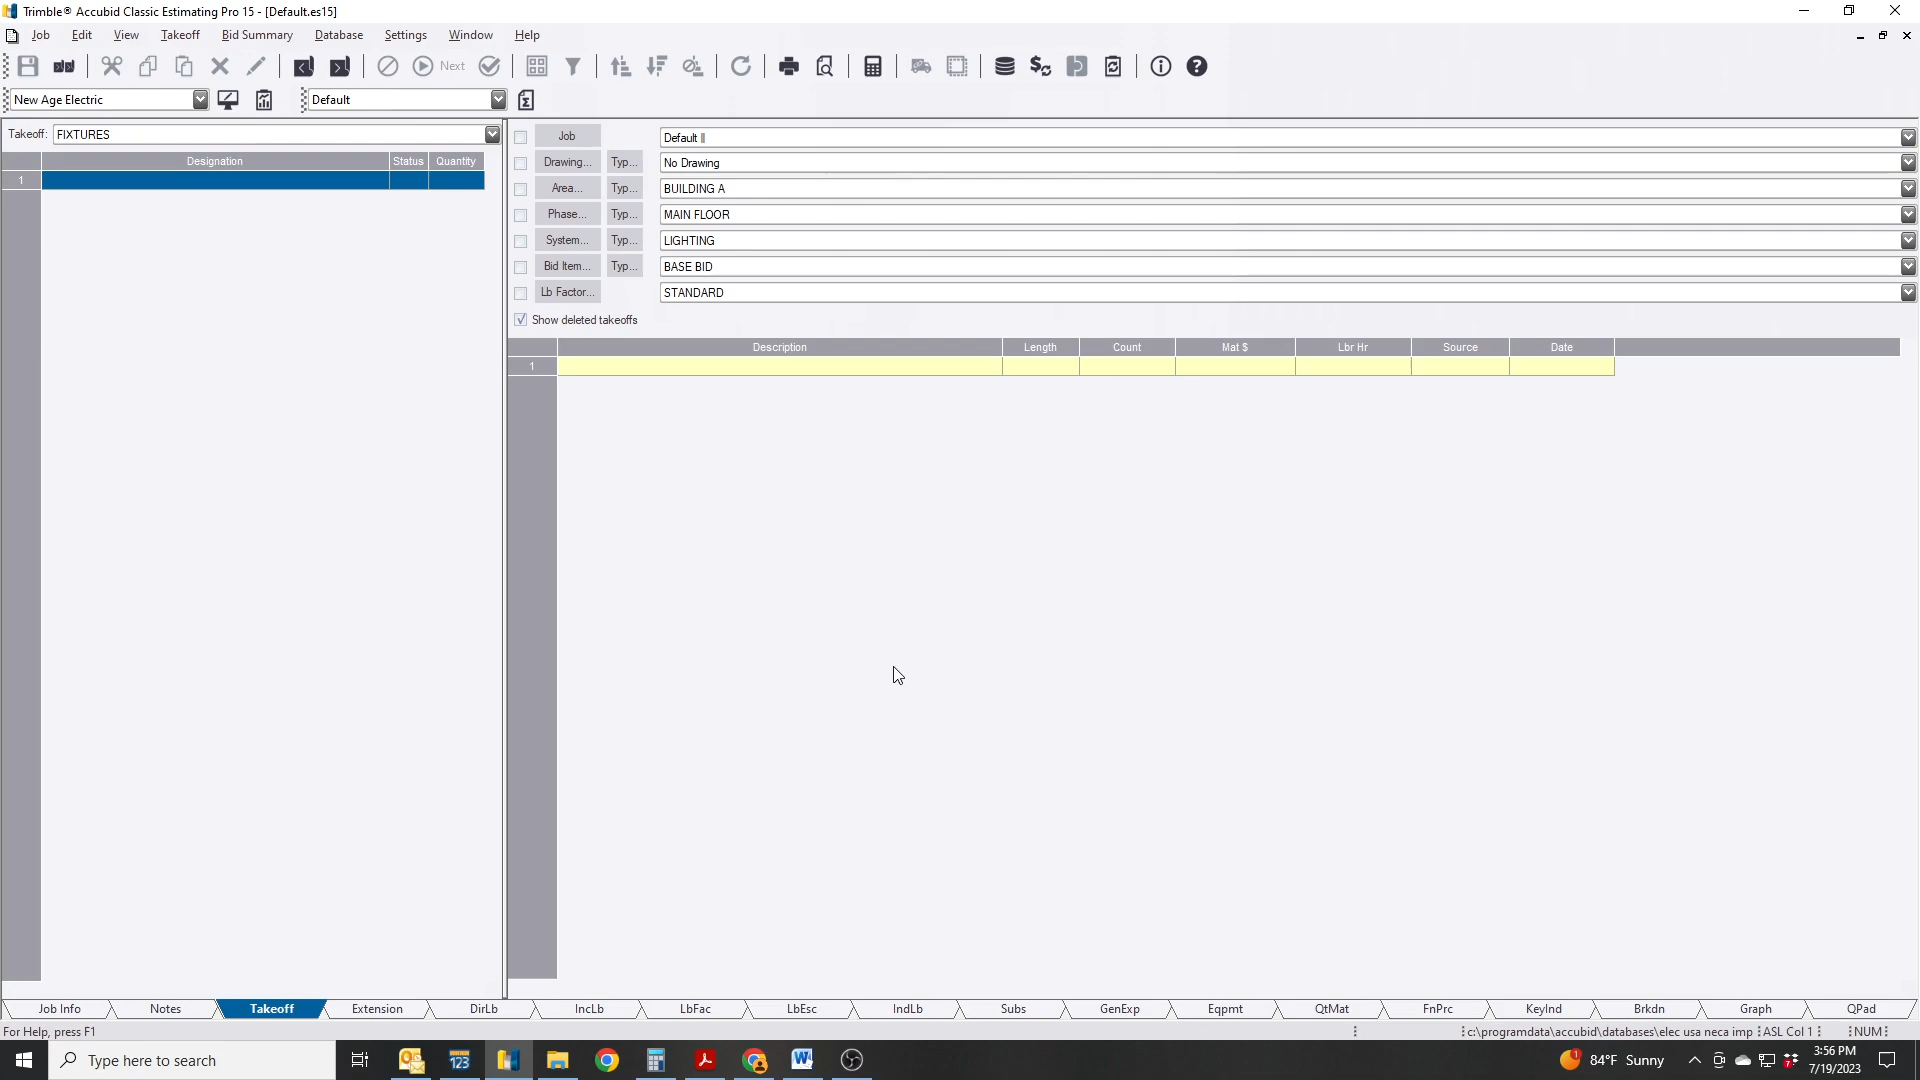 Trimble® Accubid Classic Estimating Pro 15 - [Default.es15]
Job Edit View Takeoff Bid Summary Database Settings Window Help
Next
New Age Electric Default
Takeoff: FIXTURES
Designation Status Quantity
1
Job Default ||
Drawing... Typ... No Drawing
Area... Typ... BUILDING A
Phase... Typ... MAIN FLOOR
System... Typ... LIGHTING
Bid Item... Typ... BASE BID
Lb Factor... STANDARD
Show deleted takeoffs
Description Length Count Mat $ Lbr Hr Source Date
1
Job Info Notes Takeoff Extension DirLb IncLb LbFac LbEsc IndLb Subs GenExp Eqpmt QtMat FnPrc KeyInd Brkdn Graph QPad
For Help, press F1 c:\programdata\accubid\databases\elec usa neca imp ASL Col 1 NUM
Type here to search
123
84°F Sunny
3:56 PM
7/19/2023